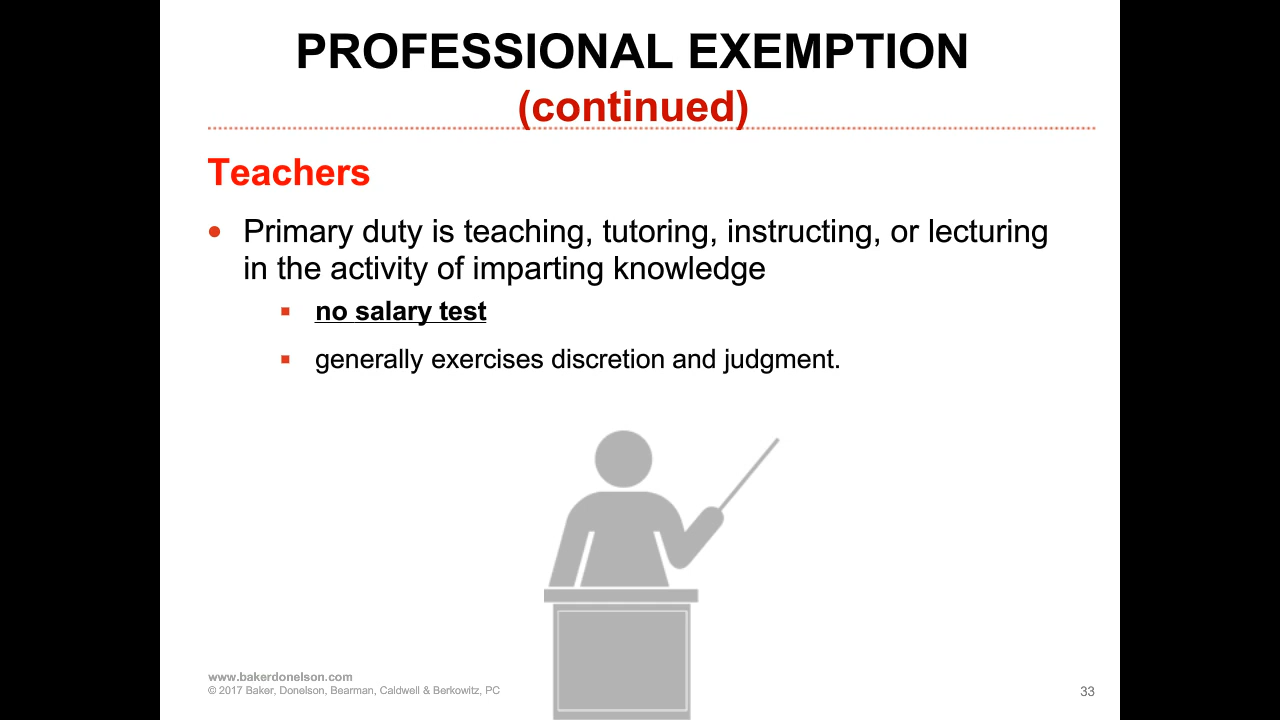 PROFESSIONAL EXEMPTION
(continued)
Teachers
• Primary duty is teaching, tutoring, instructing, or lecturing
in the activity of imparting knowledge
▪ no salary test
▪ generally exercises discretion and judgment.
www.bakerdonelson.com
© 2017 Baker, Donelson, Bearman, Caldwell & Berkowitz, PC
33